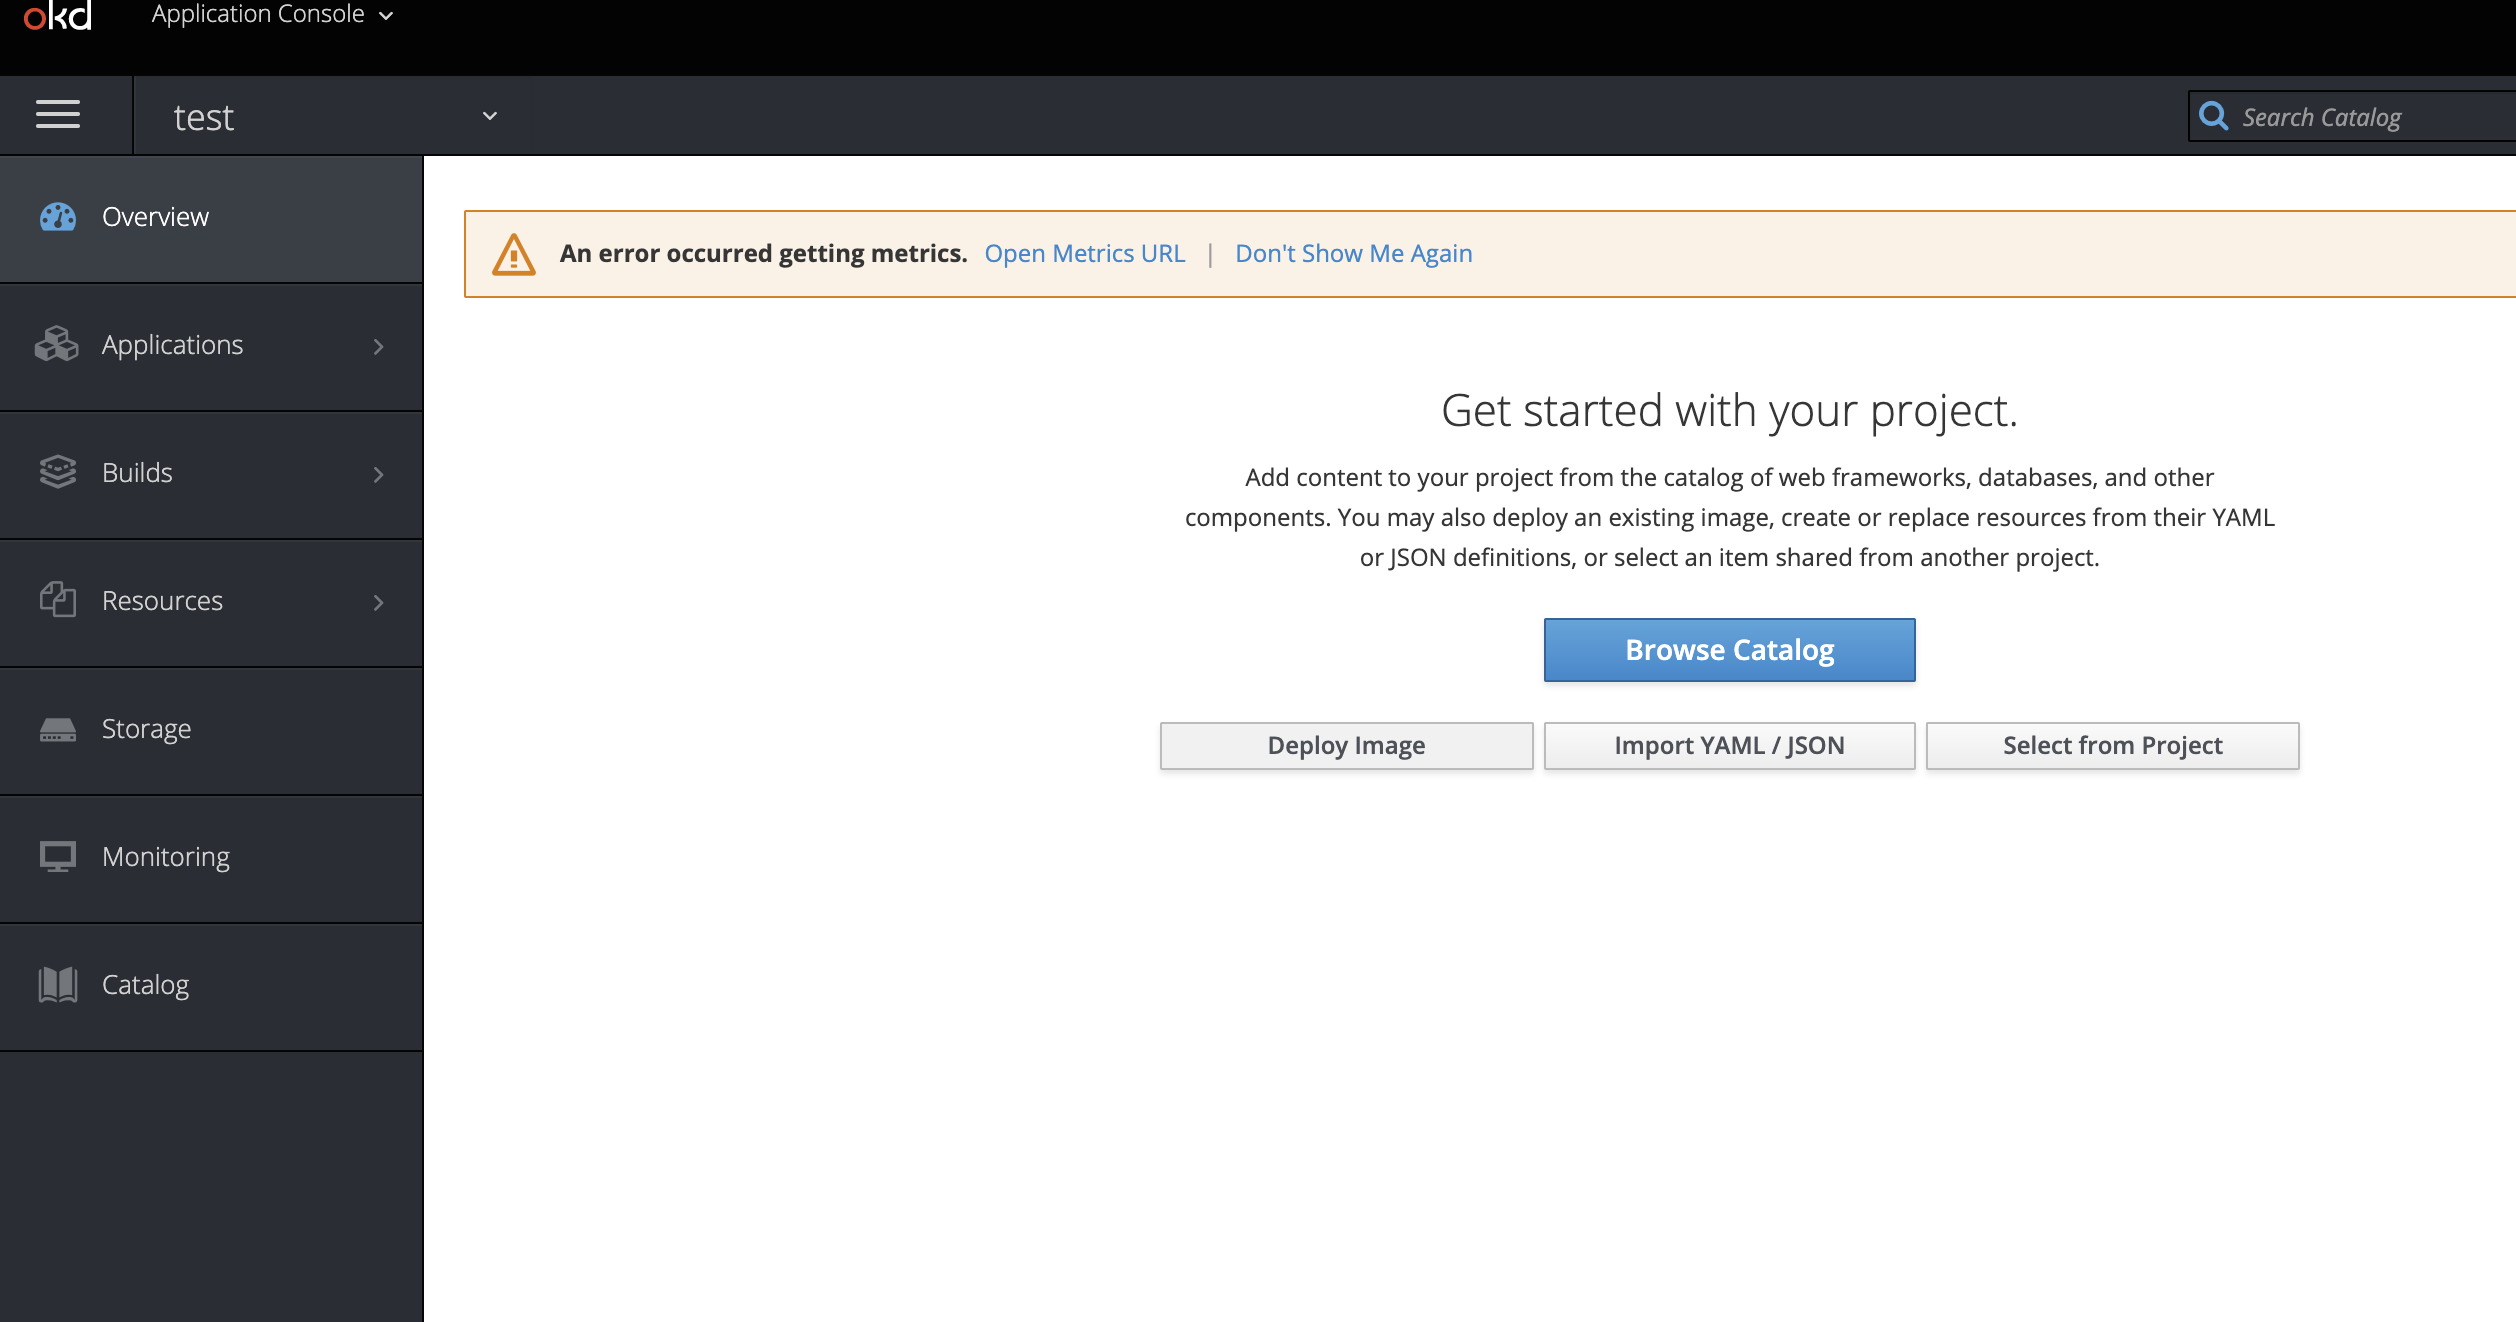 okd Application Console
test Search Catalog
Overview
An error occurred getting metrics. Open Metrics URL | Don't Show Me Again
Applications
Builds
Resources
Storage
Monitoring
Catalog
Get started with your project.
Add content to your project from the catalog of web frameworks, databases, and other
components. You may also deploy an existing image, create or replace resources from their YAML
or JSON definitions, or select an item shared from another project.
Browse Catalog
Deploy Image Import YAML / JSON Select from Project